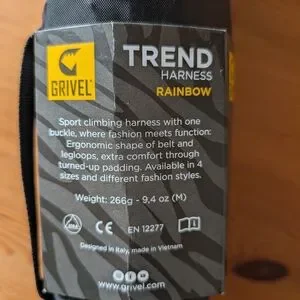 GRIVEL®
TREND
HARNESS
RAINBOW
Sport climbing harness with one
buckle, where fashion meets function:
Ergonomic shape of belt and
legloops, extra comfort through
turned-up padding. Available in 4
sizes and different fashion styles.
Weight: 266g - 9,4 oz (M)
UIAA CE EN 12277 i
Designed in Italy, made in Vietnam
www.grivel.com